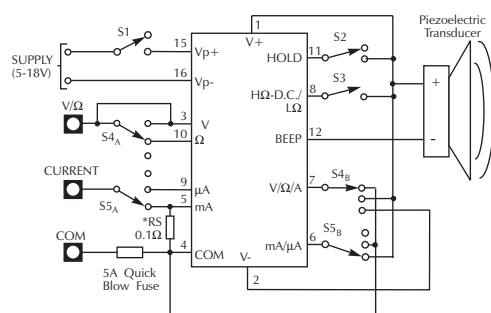 1
Piezoelectric
Transducer
S1
15
V+
S2
HOLD
11
SUPPLY
(5-18V)
Vp+
16
Vp-
S3
HΩ-D.C./
LΩ
8
+
V/Ω
3
V
S4A
10
Ω
BEEP
12
-
CURRENT
9
μA
5
mA
V/Ω/A
7
S4B
S5A
*RS
0.1Ω
COM
4
COM
mA/μA
6
S5B
V-
5A Quick
Blow Fuse
2